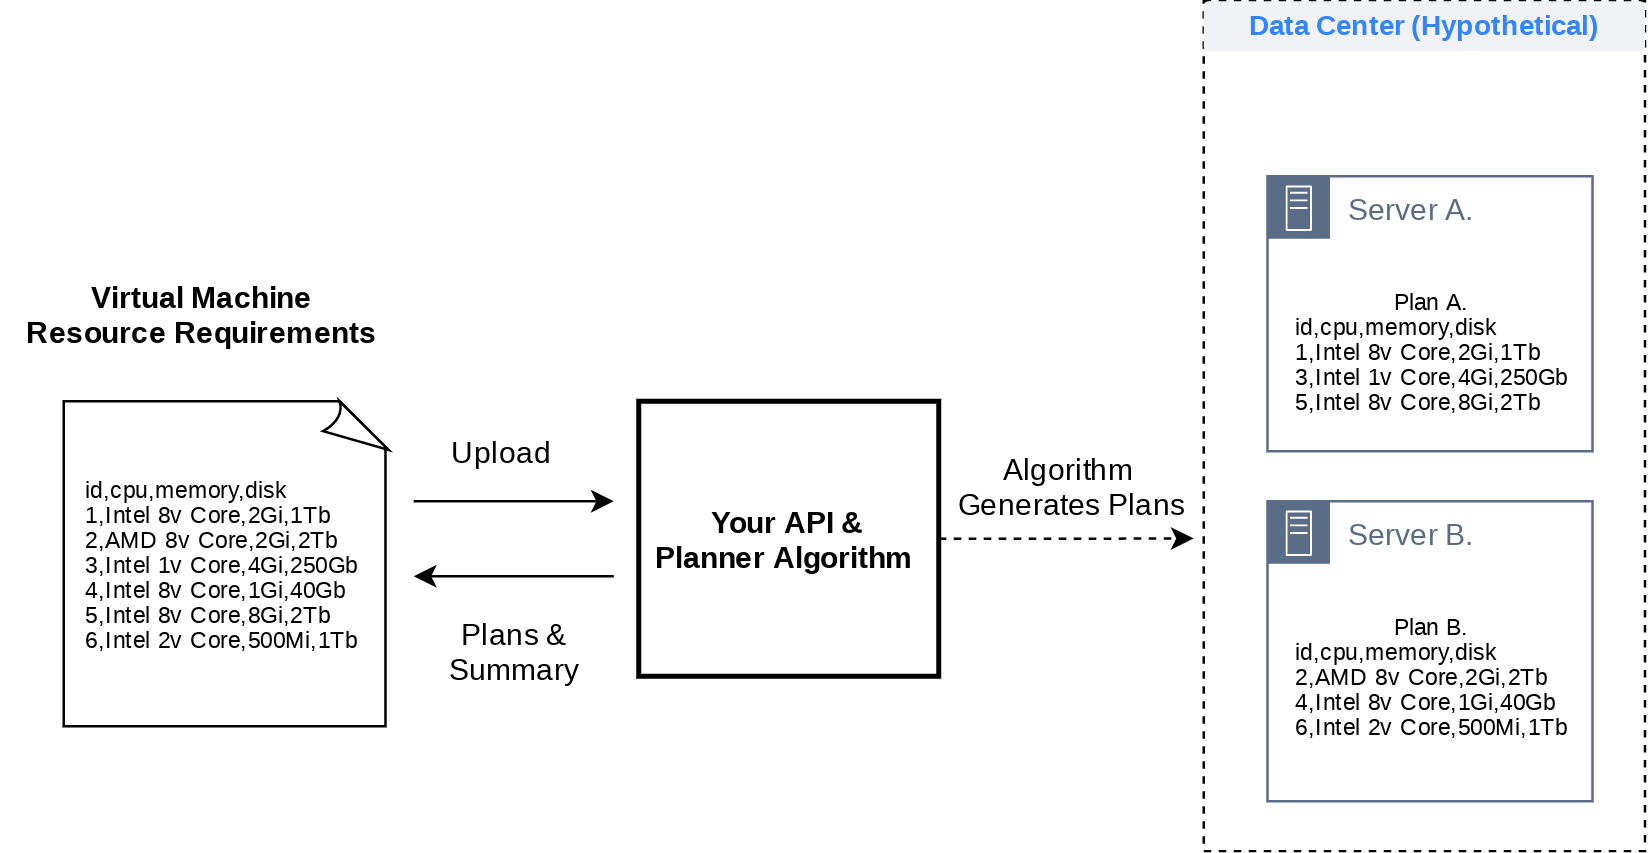 Data Center (Hypothetical)
Server A.
Plan A.
id,cpu,memory,disk
1,Intel 8v Core,2Gi,1Tb
3,Intel 1v Core,4Gi,250Gb
5,Intel 8v Core,8Gi,2Tb
Virtual Machine
Resource Requirements
id,cpu,memory,disk
1,Intel 8v Core,2Gi,1Tb
2,AMD 8v Core,2Gi,2Tb
3,Intel 1v Core,4Gi,250Gb
4,Intel 8v Core,1Gi,40Gb
5,Intel 8v Core,8Gi,2Tb
6,Intel 2v Core,500Mi,1Tb
Upload
Plans &
Summary
Your API &
Planner Algorithm
Algorithm
Generates Plans
Server B.
Plan B.
id,cpu,memory,disk
2,AMD 8v Core,2Gi,2Tb
4,Intel 8v Core,1Gi,40Gb
6,Intel 2v Core,500Mi,1Tb